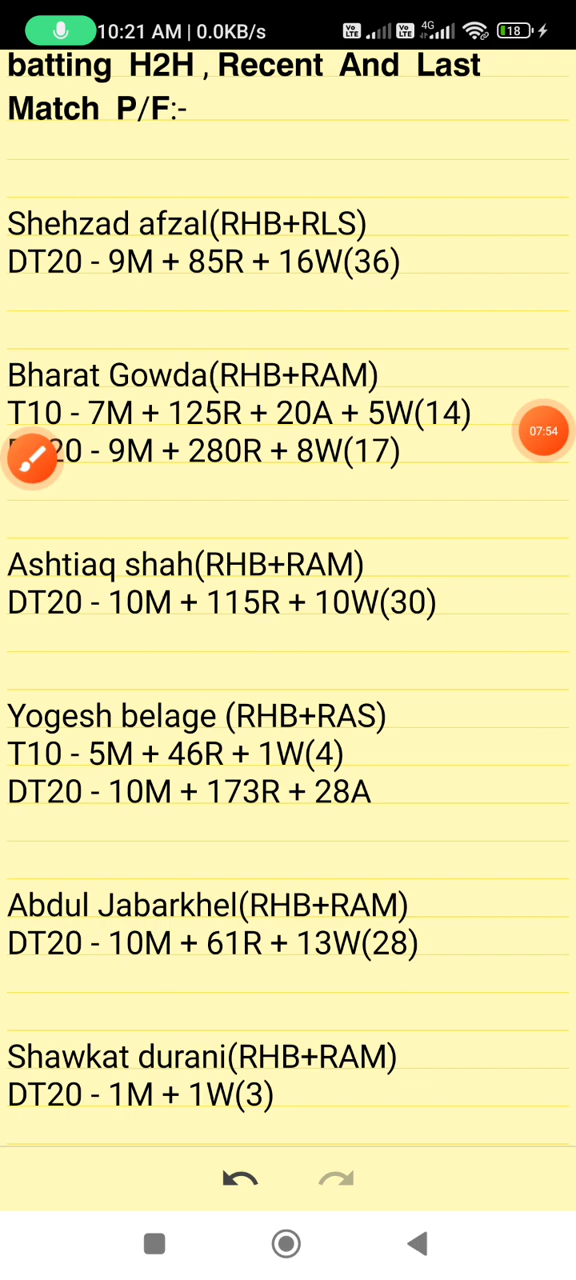 10:21 AM | 0.0KB/s 4G 18
batting H2H , Recent And Last
Match P/F:-
Shehzad afzal(RHB+RLS)
DT20 - 9M + 85R + 16W(36)
Bharat Gowda(RHB+RAM)
T10 - 7M + 125R + 20A + 5W(14)
07:54
20 - 9M + 280R + 8W(17)
Ashtiaq shah(RHB+RAM)
DT20 - 10M + 115R + 10W(30)
Yogesh belage (RHB+RAS)
T10 - 5M + 46R + 1W(4)
DT20 - 10M + 173R + 28A
Abdul Jabarkhel(RHB+RAM)
DT20 - 10M + 61R + 13W(28)
Shawkat durani(RHB+RAM)
DT20 - 1M + 1W(3)